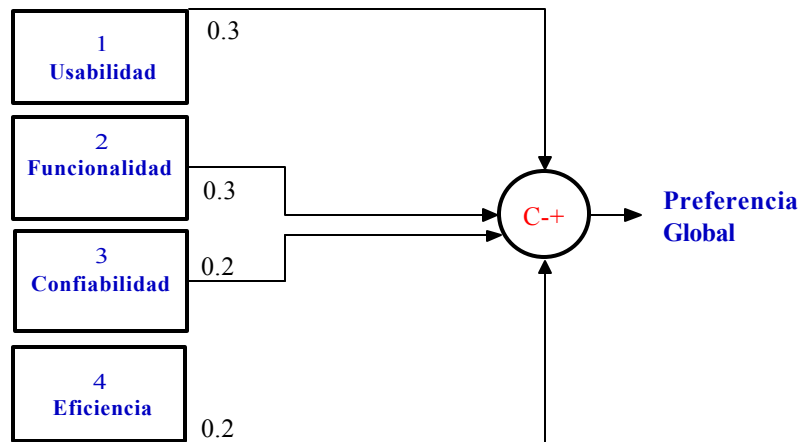 1
Usabilidad
0.3
2
Funcionalidad
0.3
3
Confiabilidad
0.2
4
Eficiencia
0.2
C-+
Preferencia
Global